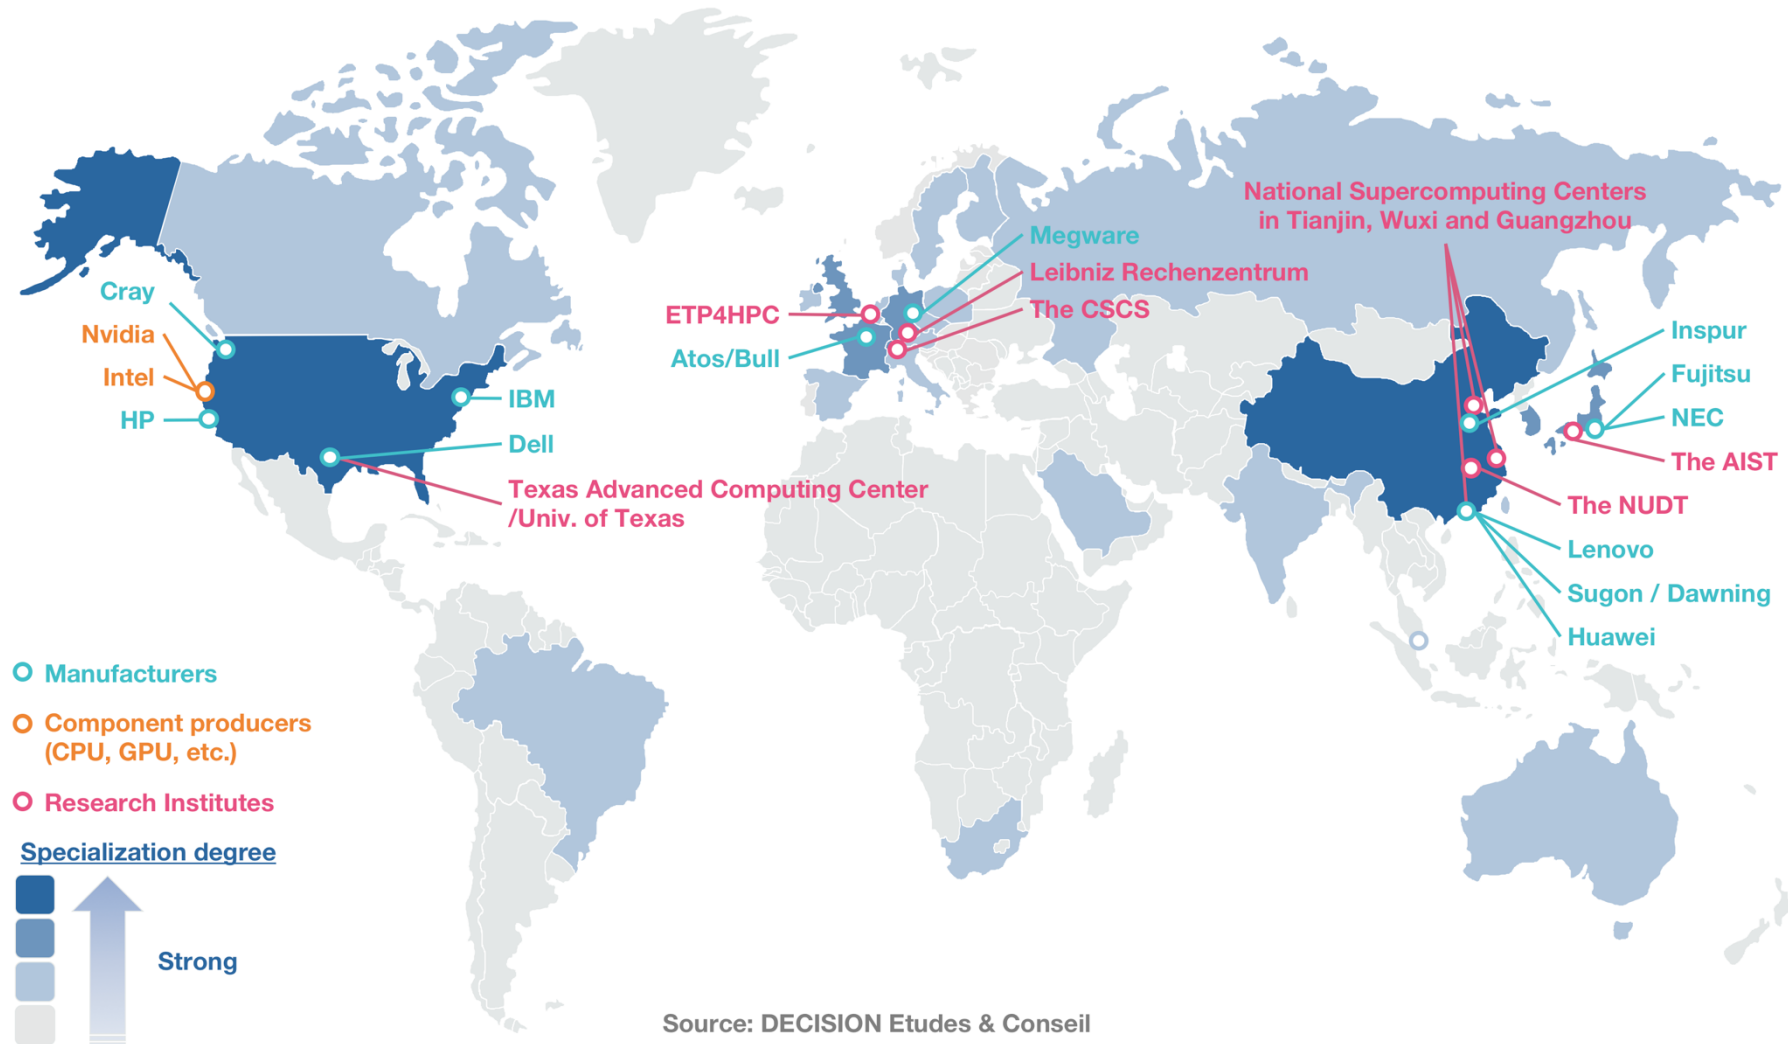 National Supercomputing Centers
in Tianjin, Wuxi and Guangzhou
Megware
Leibniz Rechenzentrum
The CSCS
ETP4HPC
Atos/Bull
Cray
Nvidia
Intel
HP
IBM
Dell
Texas Advanced Computing Center
/Univ. of Texas
Inspur
Fujitsu
NEC
The AIST
The NUDT
Lenovo
Sugon / Dawning
Huawei
Manufacturers
Component producers
(CPU, GPU, etc.)
Research Institutes
Specialization degree
Strong
Source: DECISION Etudes & Conseil